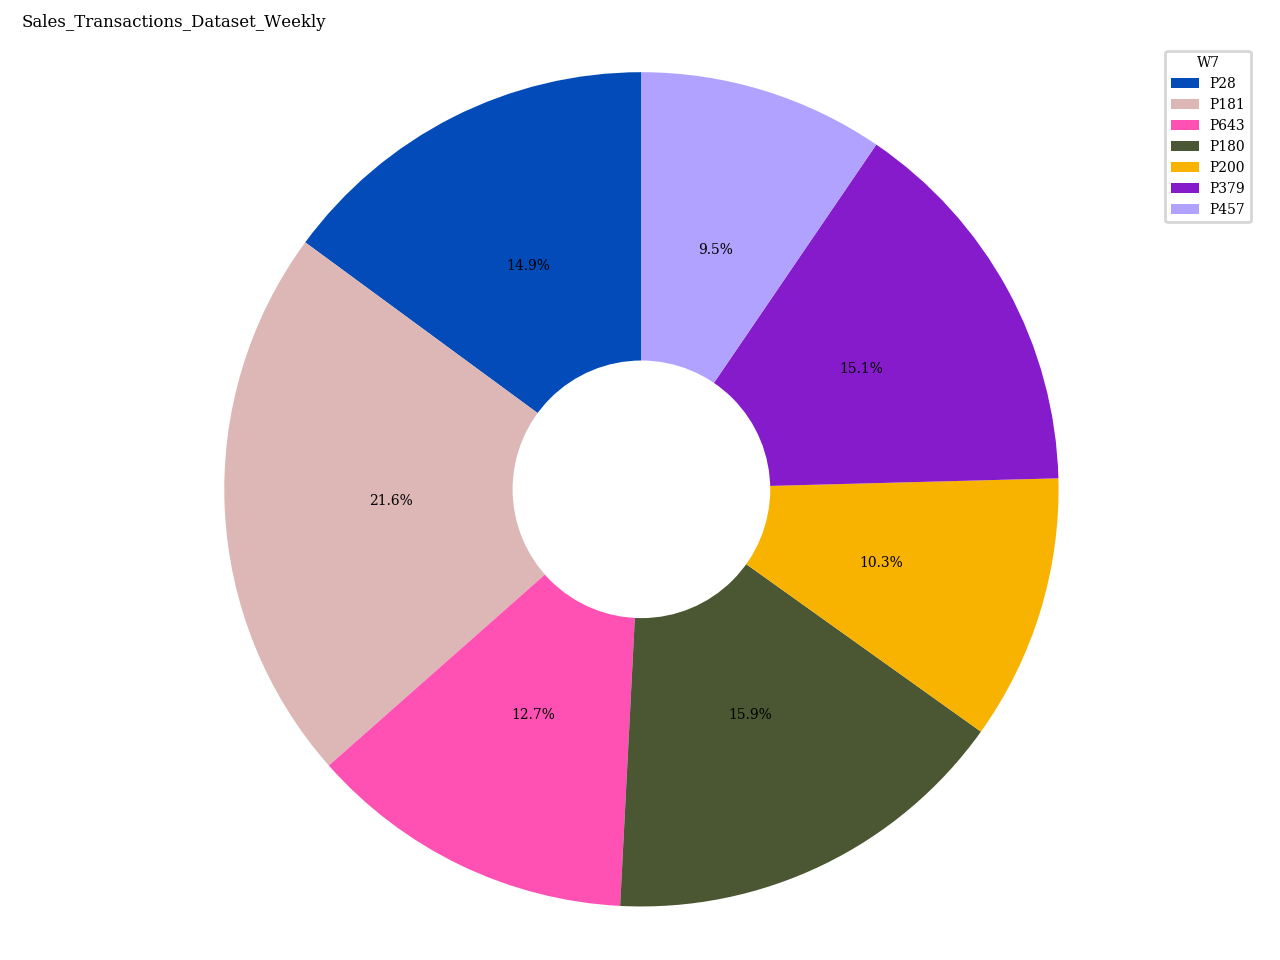 Sales_Transactions_Dataset_Weekly
W7
P28
P181
P643
P180
P200
P379
P457
9.5%
14.9%
15.1%
21.6%
10.3%
12.7%
15.9%